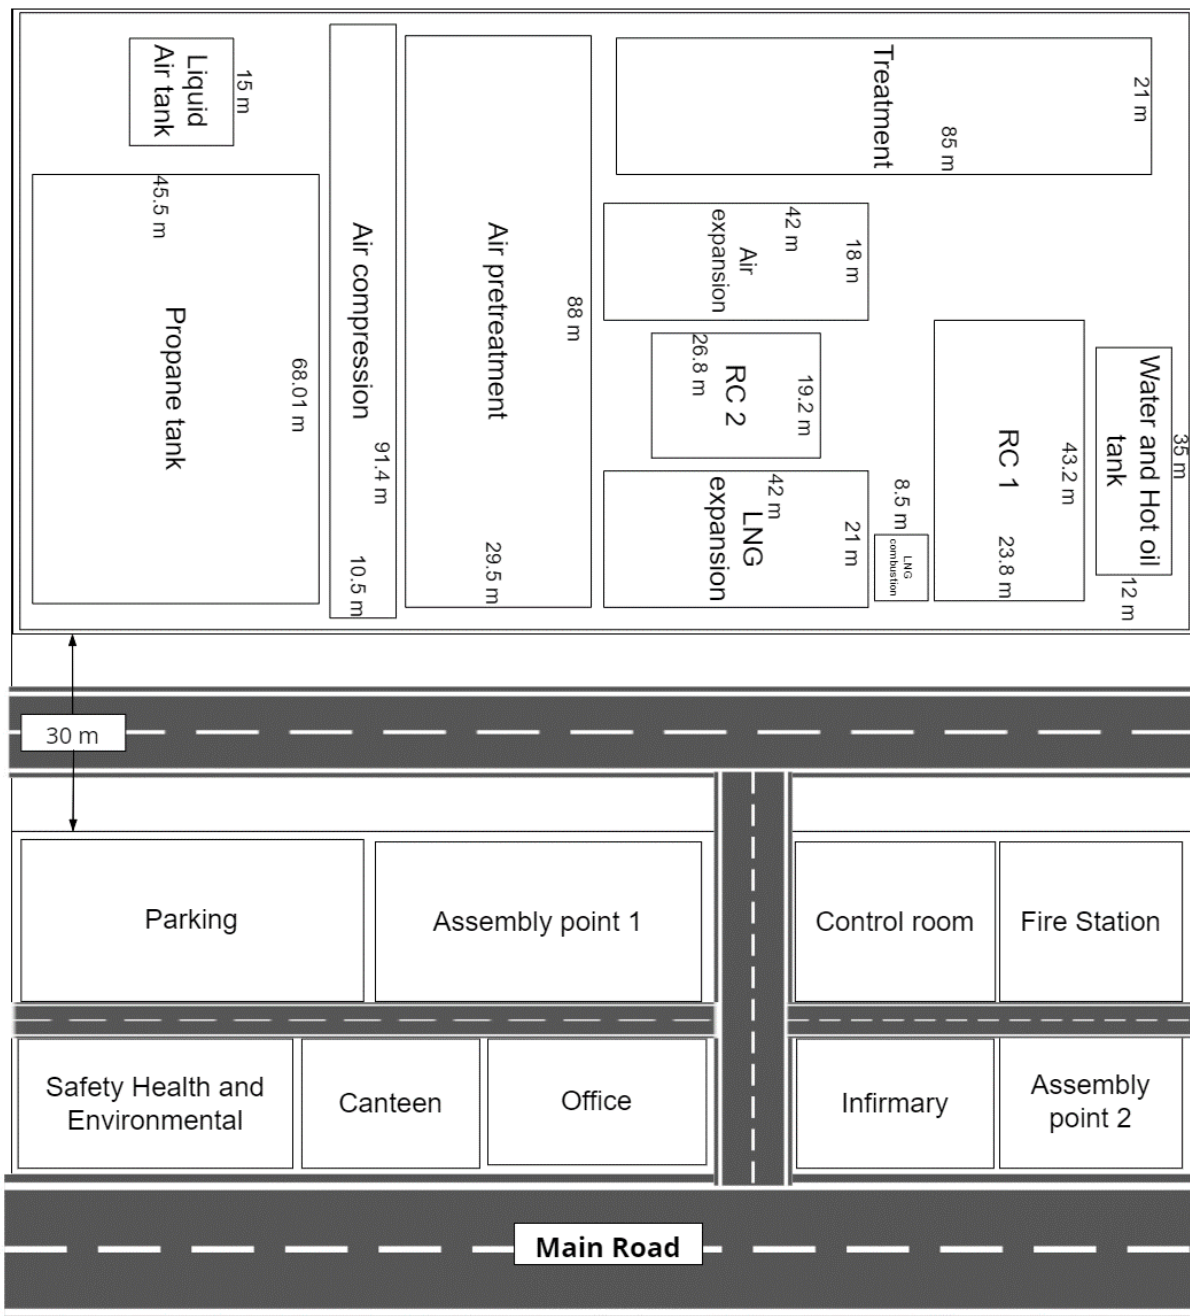 Liquid
Air tank
15 m
45.5 m
Propane tank
68.01 m
Air compression
91.4 m
10.5 m
Air pretreatment
88 m
29.5 m
Treatment
85 m
21 m
Air
expansion
42 m
18 m
RC 2
26.8 m
19.2 m
LNG
expansion
42 m
21 m
8.5 m
LNG
combustion
RC 1
43.2 m
23.8 m
Water and Hot oil
tank
35 m
12 m
30 m
Parking
Assembly point 1
Control room
Fire Station
Safety Health and
Environmental
Canteen
Office
Infirmary
Assembly
point 2
Main Road